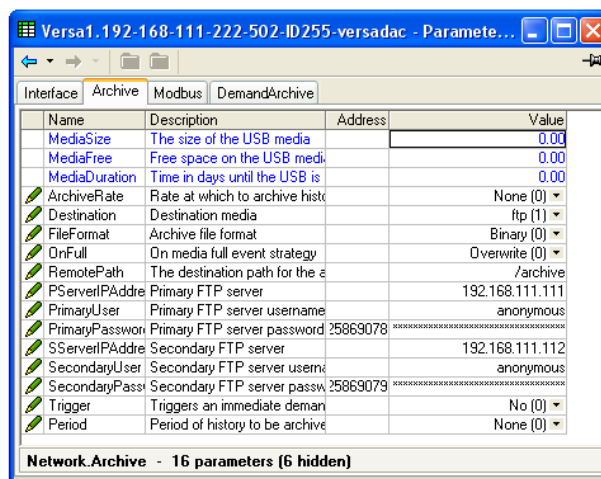 Versa1.192-168-111-222-502-ID255-versadac - Paramete...
Interface Archive Modbus DemandArchive
Name Description Address Value
MediaSize The size of the USB media 0.00
MediaFree Free space on the USB medi 0.00
MediaDuration Time in days until the USB is 0.00
ArchiveRate Rate at which to archive histo None (0)
Destination Destination media ftp (1)
FileFormat Archive file format Binary (0)
OnFull On media full event strategy Overwrite (0)
RemotePath The destination path for the a /archive
PServerIPAddre Primary FTP server 192.168.111.111
PrimaryUser Primary FTP server username anonymous
PrimaryPassword Primary FTP server password 25869078 **********************************
SServerIPAddre Secondary FTP server 192.168.111.112
SecondaryUser Secondary FTP server userna anonymous
SecondaryPass Secondary FTP server passw 25869079 **********************************
Trigger Triggers an immediate deman No (0)
Period Period of history to be archive None (0)
Network.Archive - 16 parameters (6 hidden)